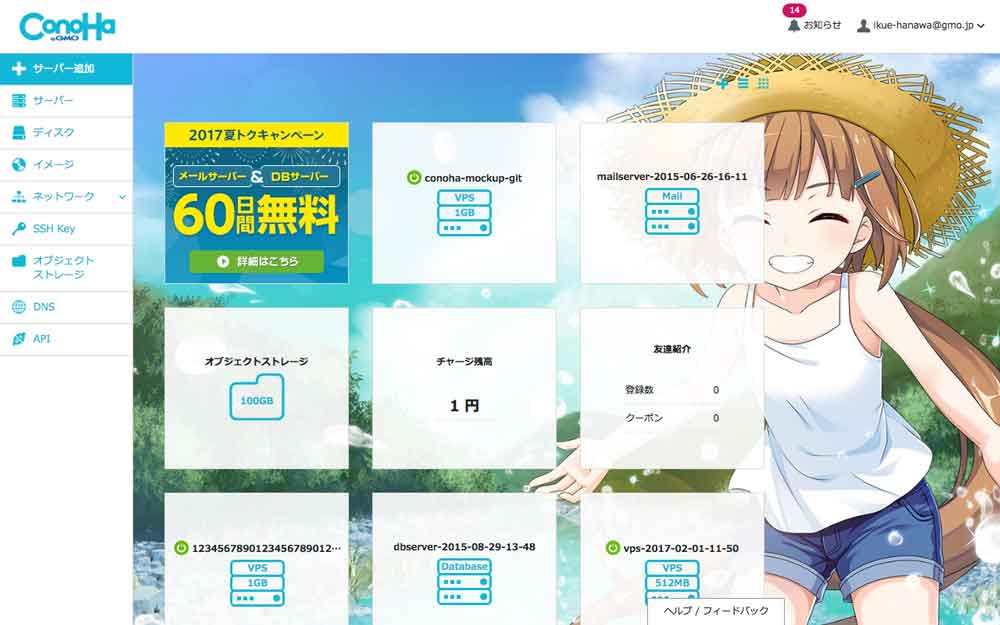 ConoHa
by GMO
14
お知らせ
ikue-hanawa@gmo.jp
サーバー追加
サーバー
ディスク
イメージ
ネットワーク
SSH Key
オブジェクト
ストレージ
DNS
API
2017夏トクキャンペーン
メールサーバー & DBサーバー
60日間無料
詳細はこちら
conoha-mockup-git
VPS
1GB
mailserver-2015-06-26-16-11
Mail
オブジェクトストレージ
100GB
チャージ残高
1 円
友達紹介
登録数 0
クーポン 0
1234567890123456789012…
VPS
1GB
dbserver-2015-08-29-13-48
Database
vps-2017-02-01-11-50
VPS
512MB
ヘルプ / フィードバック